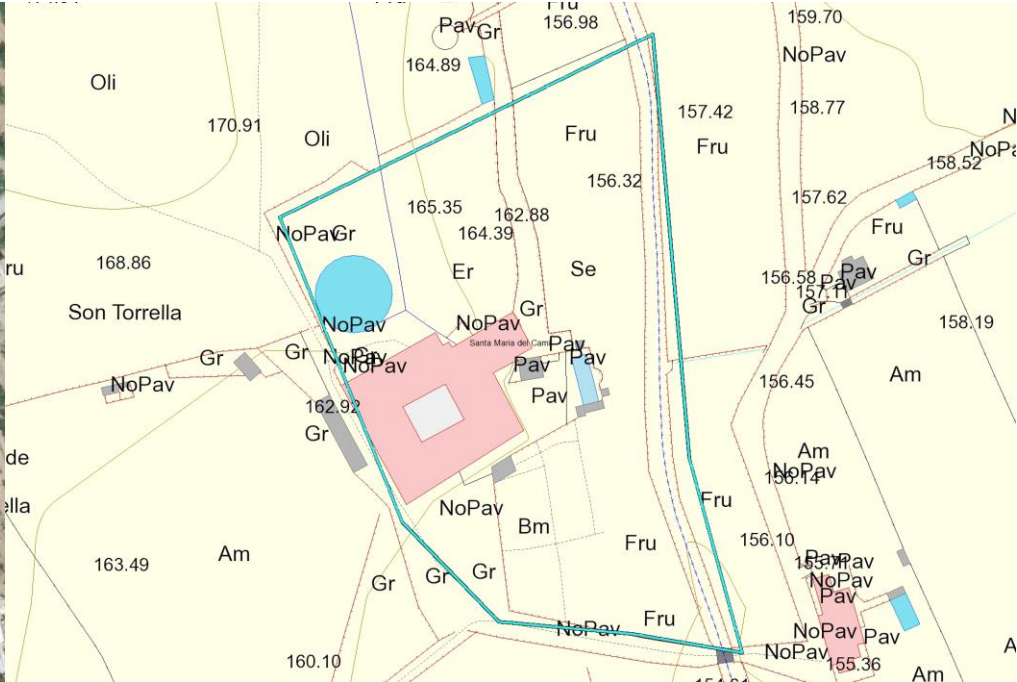 Fru
156.98
159.70
Pav
Gr
164.89
NoPav
Oli
157.42
158.77
170.91
Oli
Fru
Fru
158.52
156.32
157.62
165.35
162.88
Fru
NoPav
Gr
164.39
168.86
Er
Se
156.58
Pav
Gr
Pav
157.11
Son Torrella
Gr
Gr
158.19
NoPav
NoPav
Santa Maria del Camí
Pav
Gr
Gr
NoPav
NoPav
Pav
Pav
156.45
Am
NoPav
162.92
Pav
Gr
Am
NoPav
156.14
Fru
NoPav
Bm
156.10
Fru
163.49
Am
Pav
Pav
Gr
Gr
Gr
NoPav
Pav
Fru
NoPav
NoPav
Pav
160.10
NoPav
155.36
Am